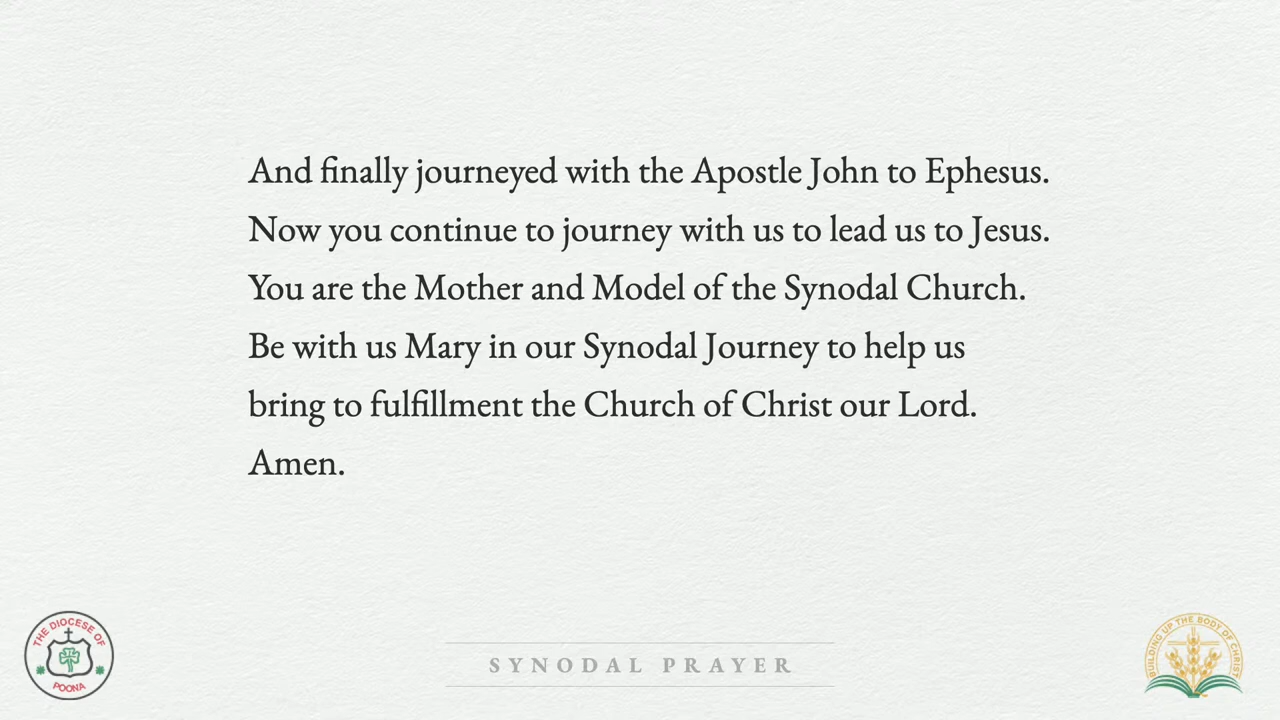 And finally journeyed with the Apostle John to Ephesus.
Now you continue to journey with us to lead us to Jesus.
You are the Mother and Model of the Synodal Church.
Be with us Mary in our Synodal Journey to help us
bring to fulfillment the Church of Christ our Lord.
Amen.
THE DIOCESE OF
POONA
SYNODAL PRAYER
BUILDING UP THE BODY OF CHRIST